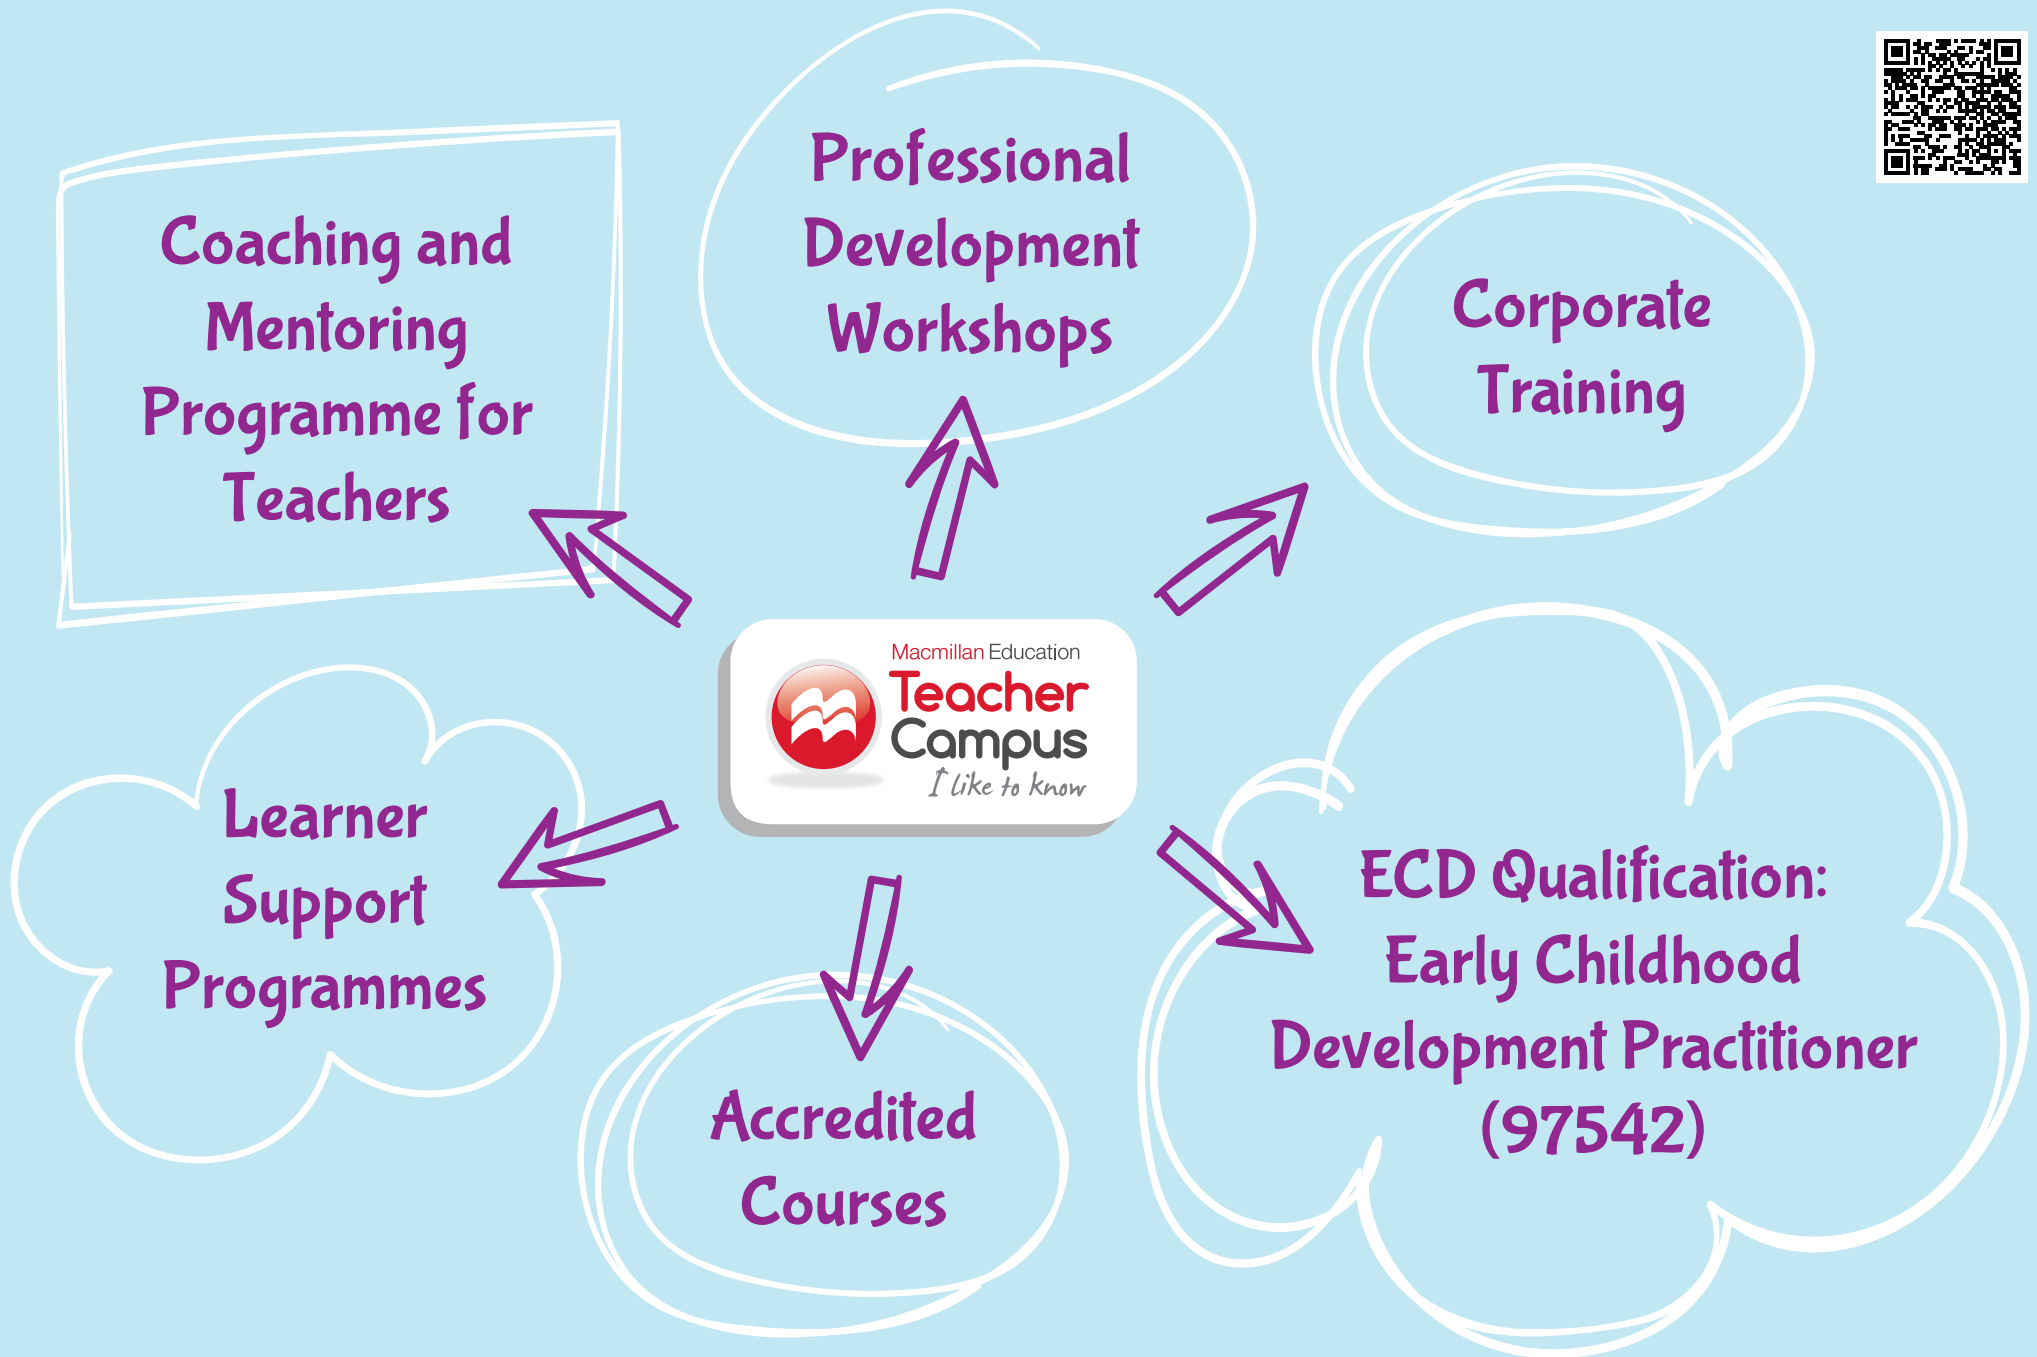 Coaching and
Mentoring
Programme for
Teachers
Professional
Development
Workshops
Corporate
Training
Macmillan Education
Teacher
Campus
I like to know
Learner
Support
Programmes
Accredited
Courses
ECD Qualification:
Early Childhood
Development Practitioner
(97542)